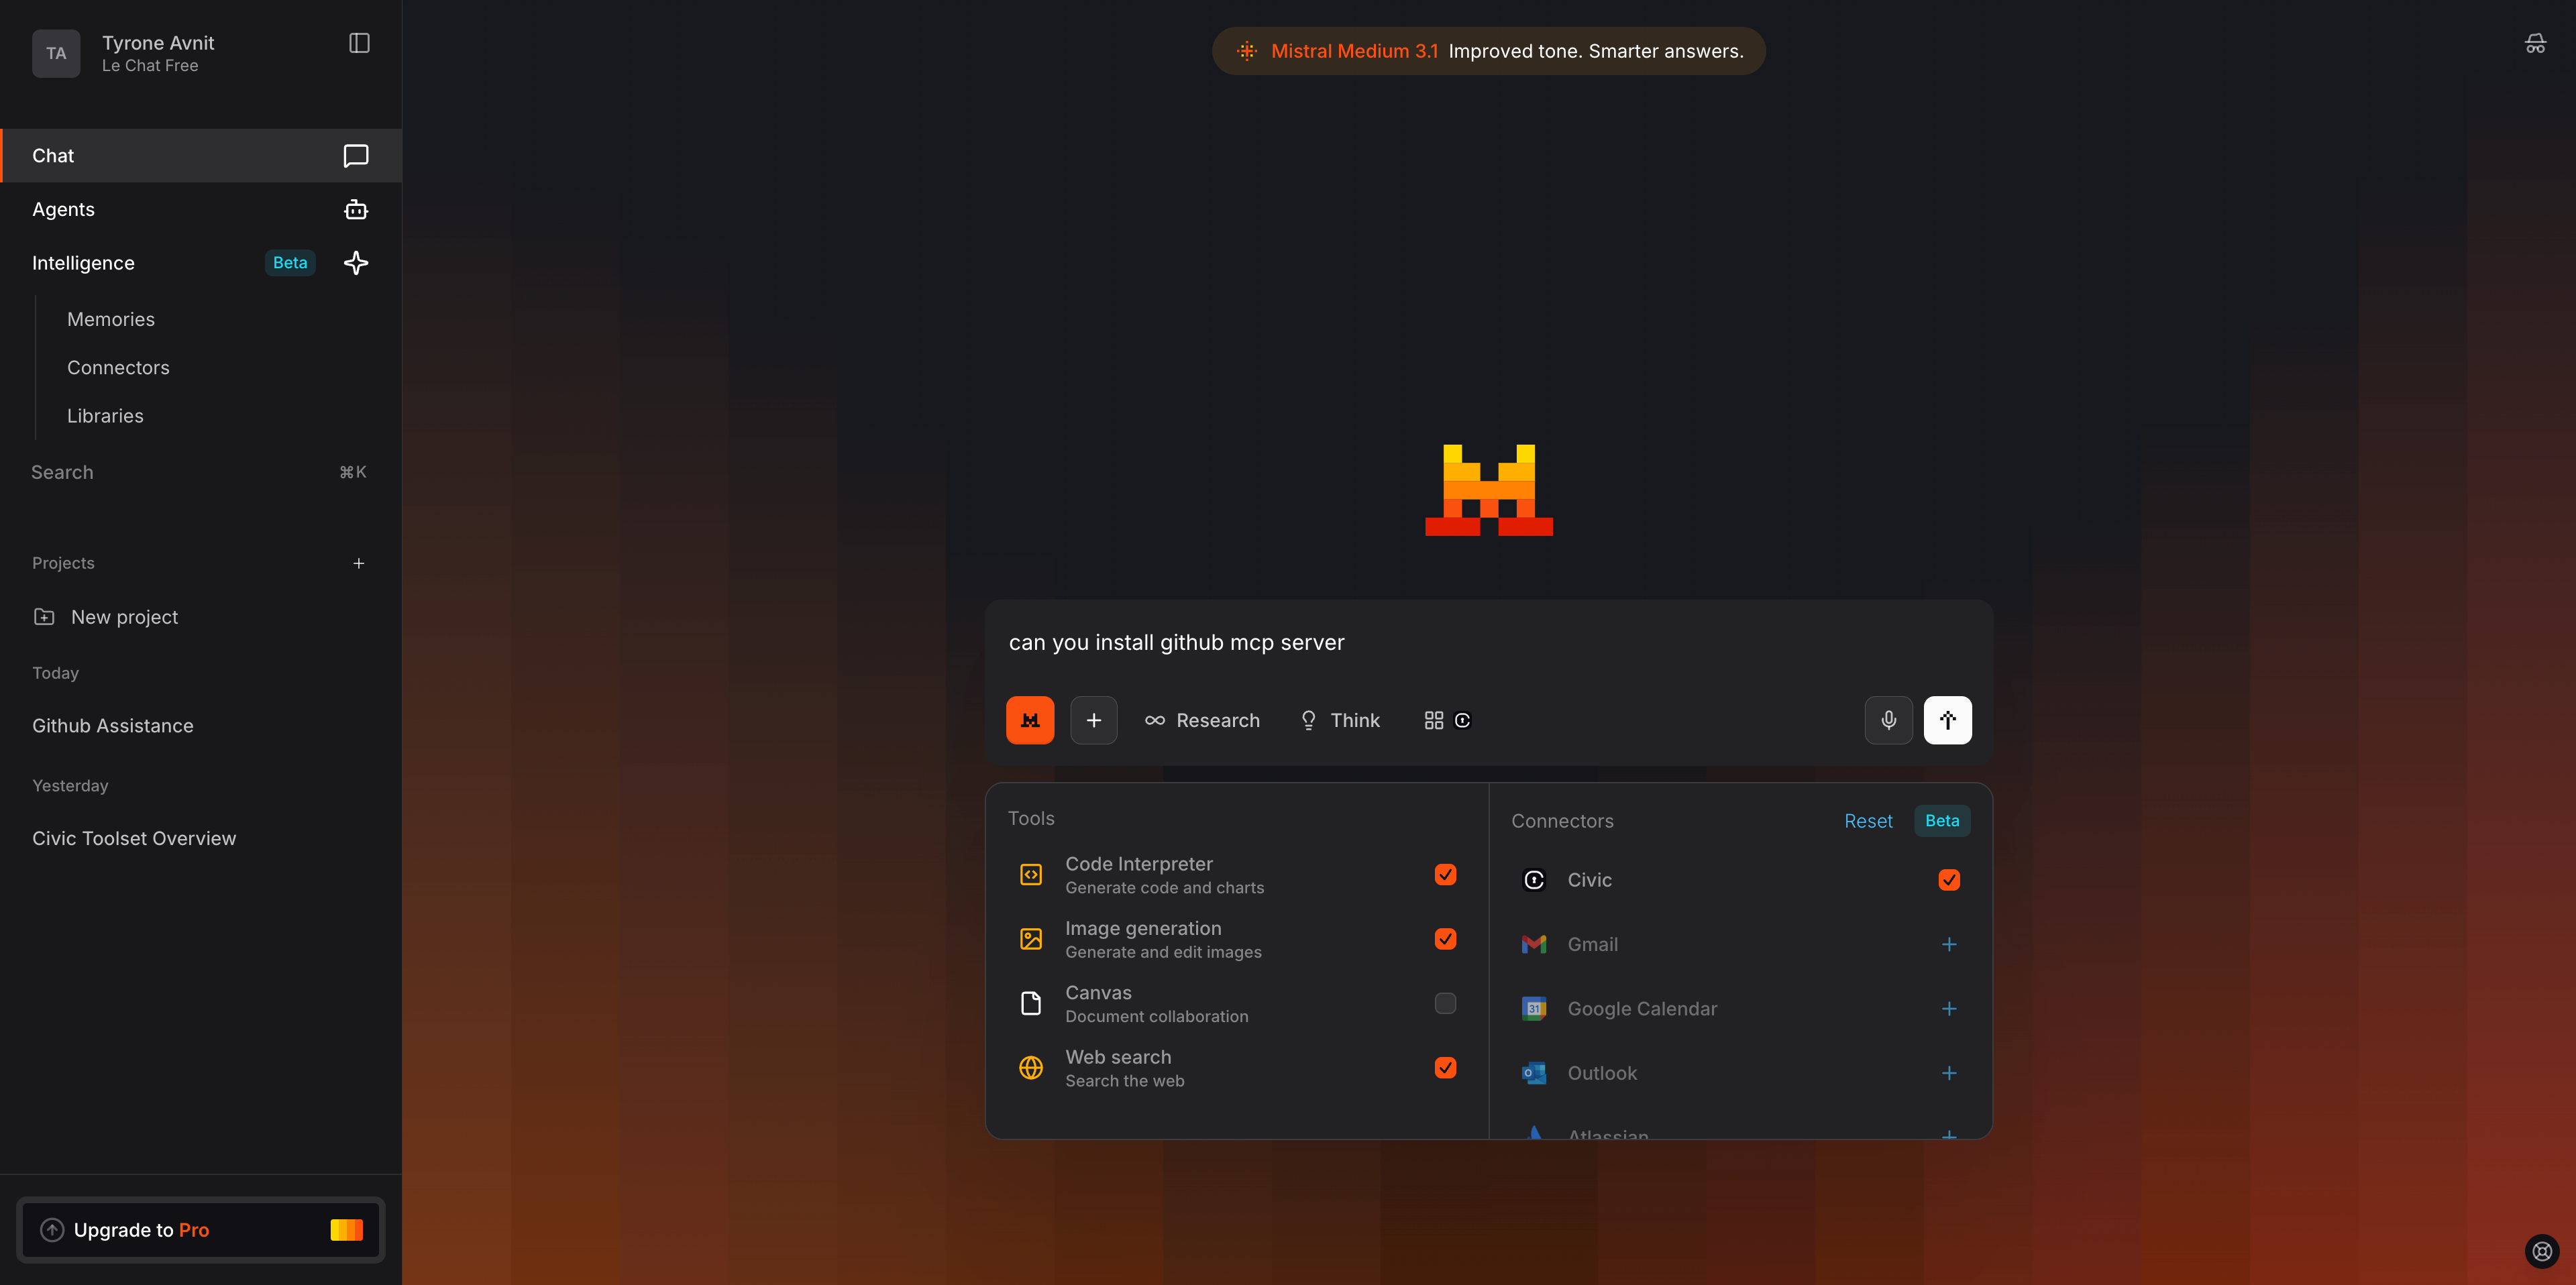 TA
Tyrone Avnit
Le Chat Free
Chat
Agents
Intelligence Beta
Memories
Connectors
Libraries
Search ⌘K
Projects +
New project
Today
Github Assistance
Yesterday
Civic Toolset Overview
Upgrade to Pro
Mistral Medium 3.1 Improved tone. Smarter answers.
can you install github mcp server
Research Think
Tools
Code Interpreter
Generate code and charts
Image generation
Generate and edit images
Canvas
Document collaboration
Web search
Search the web
Connectors Reset Beta
Civic
Gmail
31 Google Calendar
Outlook
Atlassian